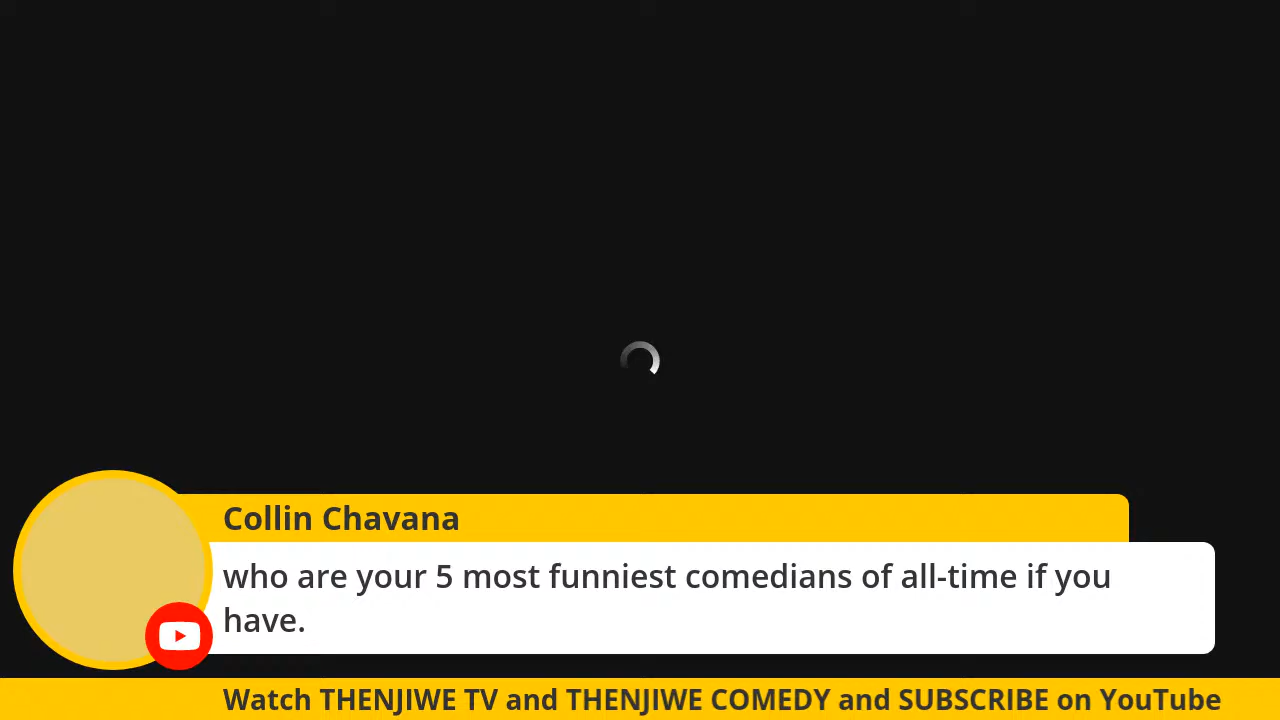 Collin Chavana
who are your 5 most funniest comedians of all-time if you
have.
Watch THENJIWE TV and THENJIWE COMEDY and SUBSCRIBE on YouTube